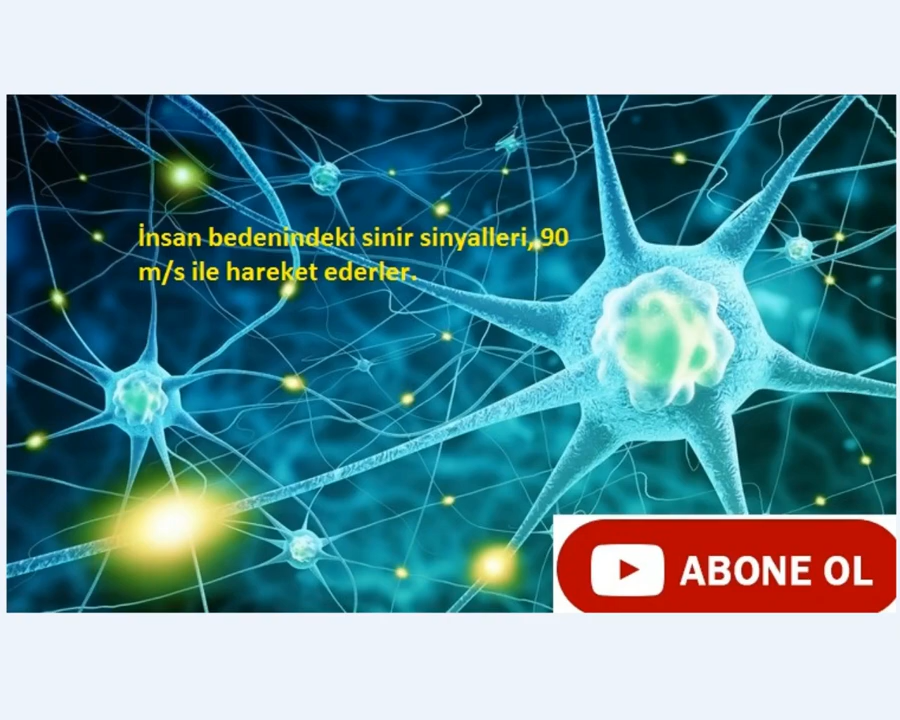 İnsan bedenindeki sinir sinyalleri, 90
m/s ile hareket ederler.
ABONE OL